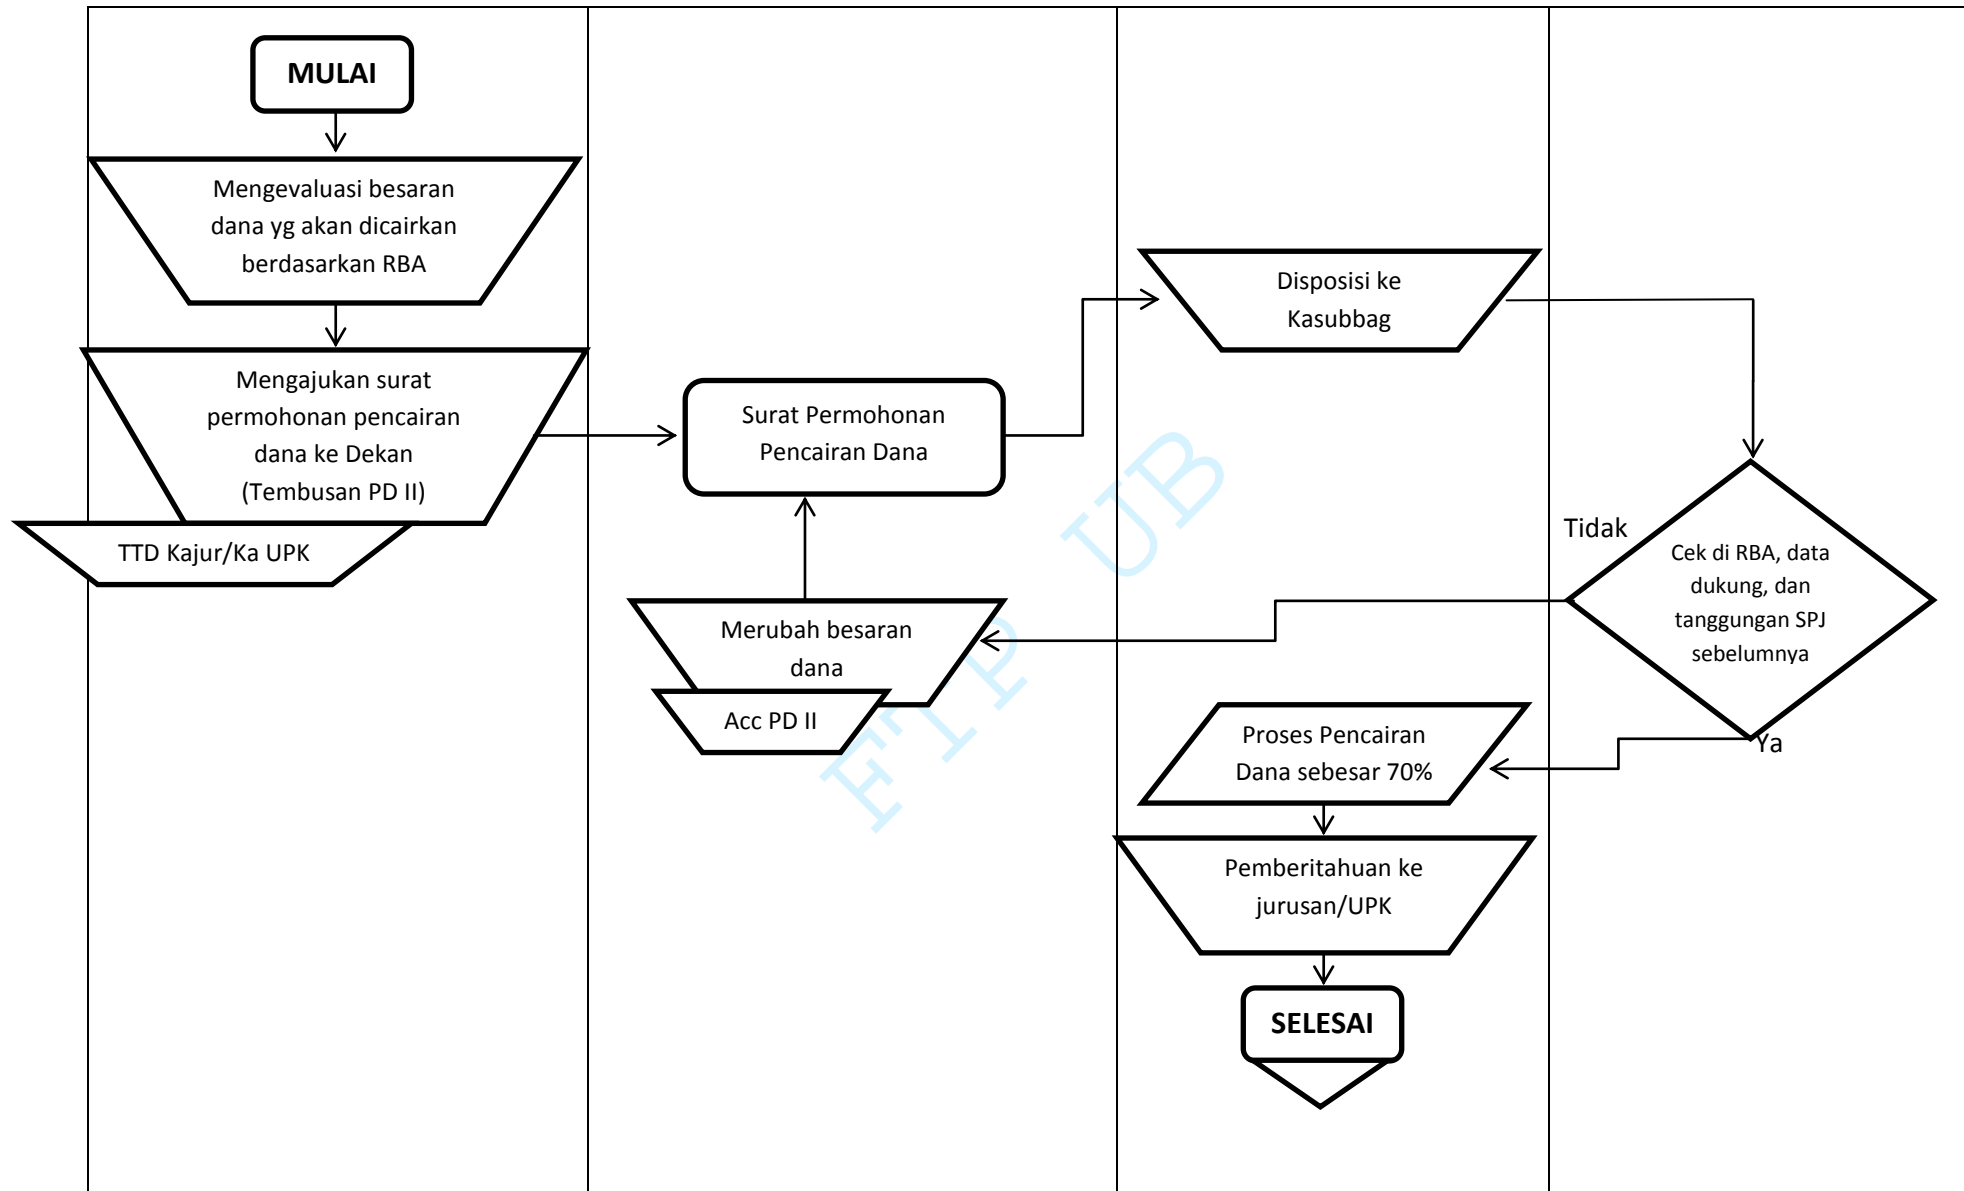 MULAI
Mengevaluasi besaran
dana yg akan dicairkan
berdasarkan RBA
Mengajukan surat
permohonan pencairan
dana ke Dekan
(Tembusan PD II)
TTD Kajur/Ka UPK
Surat Permohonan
Pencairan Dana
Merubah besaran
dana
Acc PD II
Disposisi ke
Kasubbag
Tidak
Cek di RBA, data
dukung, dan
tanggungan SPJ
sebelumnya
Ya
Proses Pencairan
Dana sebesar 70%
Pemberitahuan ke
jurusan/UPK
SELESAI
FTP UB